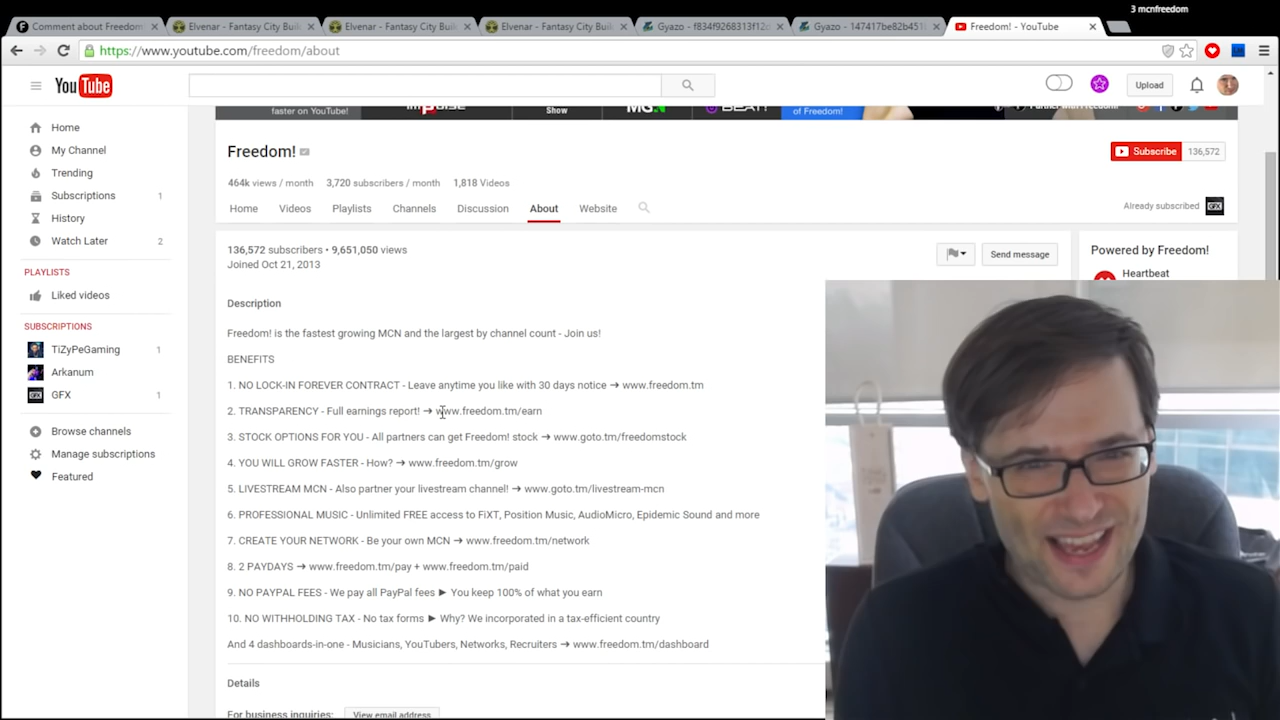 3 mcnfreedom
Comment about Freedom!
Elvenar - Fantasy City Buil
Elvenar - Fantasy City Buil
Elvenar - Fantasy City Buil
Gyazo - f834f9268313f12
Gyazo - 147417be82b451
Freedom! - YouTube
https://www.youtube.com/freedom/about
YouTube
Upload
faster on YouTube!
Show
of Freedom!
Home
My Channel
Trending
Subscriptions 1
History
Watch Later 2
PLAYLISTS
Liked videos
SUBSCRIPTIONS
TiZyPeGaming 1
Arkanum
GFX 1
Browse channels
Manage subscriptions
Featured
Freedom!
Subscribe 136,572
464k views / month 3,720 subscribers / month 1,818 Videos
Home Videos Playlists Channels Discussion About Website
Already subscribed GFX
136,572 subscribers • 9,651,050 views
Joined Oct 21, 2013
Send message
Description
Freedom! is the fastest growing MCN and the largest by channel count - Join us!
BENEFITS
1. NO LOCK-IN FOREVER CONTRACT - Leave anytime you like with 30 days notice → www.freedom.tm
2. TRANSPARENCY - Full earnings report! → www.freedom.tm/earn
3. STOCK OPTIONS FOR YOU - All partners can get Freedom! stock → www.goto.tm/freedomstock
4. YOU WILL GROW FASTER - How? → www.freedom.tm/grow
5. LIVESTREAM MCN - Also partner your livestream channel! → www.goto.tm/livestream-mcn
6. PROFESSIONAL MUSIC - Unlimited FREE access to FiXT, Position Music, AudioMicro, Epidemic Sound and more
7. CREATE YOUR NETWORK - Be your own MCN → www.freedom.tm/network
8. 2 PAYDAYS → www.freedom.tm/pay + www.freedom.tm/paid
9. NO PAYPAL FEES - We pay all PayPal fees ► You keep 100% of what you earn
10. NO WITHHOLDING TAX - No tax forms ► Why? We incorporated in a tax-efficient country
And 4 dashboards-in-one - Musicians, YouTubers, Networks, Recruiters → www.freedom.tm/dashboard
Details
For business inquiries: View email address
Powered by Freedom!
Heartbeat